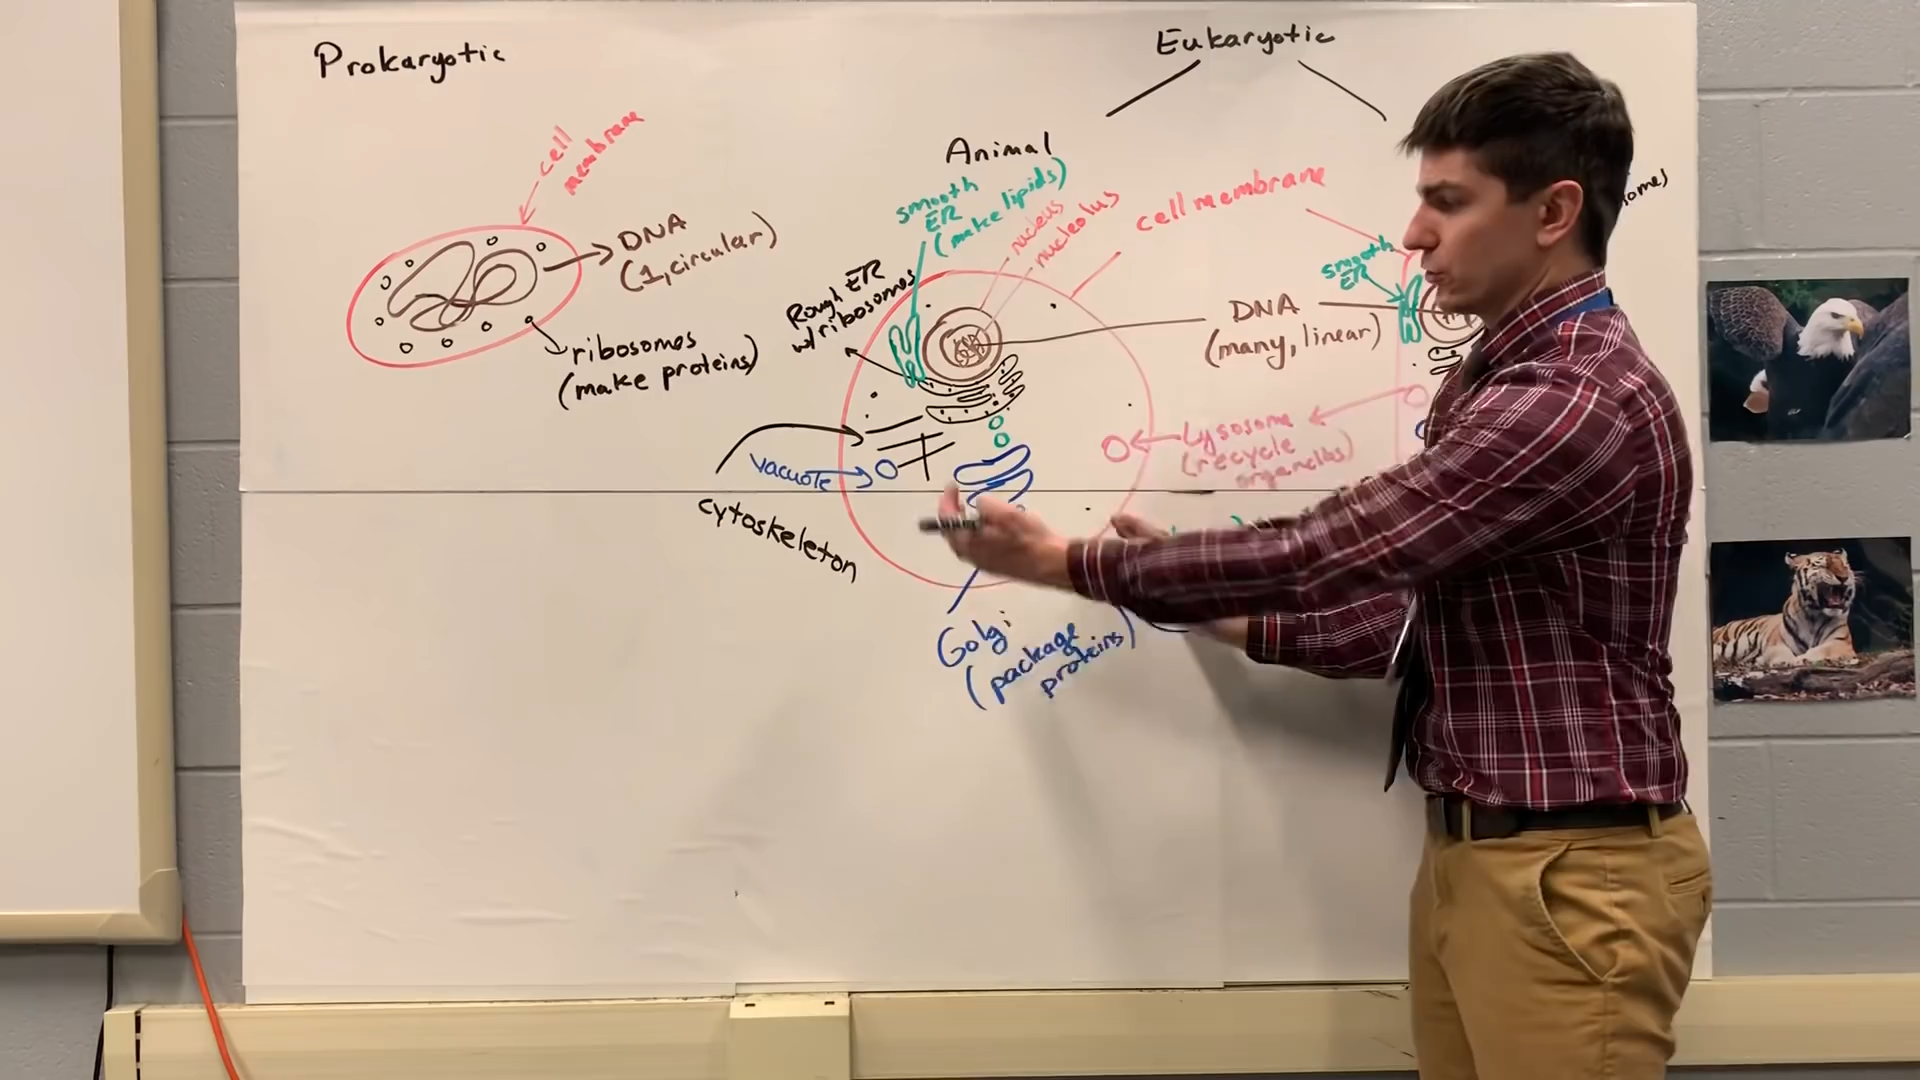 Prokaryotic
cell
membrane
DNA
(1, circular)
ribosomes
(make proteins)
Eukaryotic
Animal
smooth
ER
(make lipids)
nucleus
nucleolus
cell membrane
Rough ER
w/ ribosomes
DNA
(many, linear)
smooth
ER
Lysosome
(recycle
organelles)
vacuole
cytoskeleton
Golgi
(package
proteins)